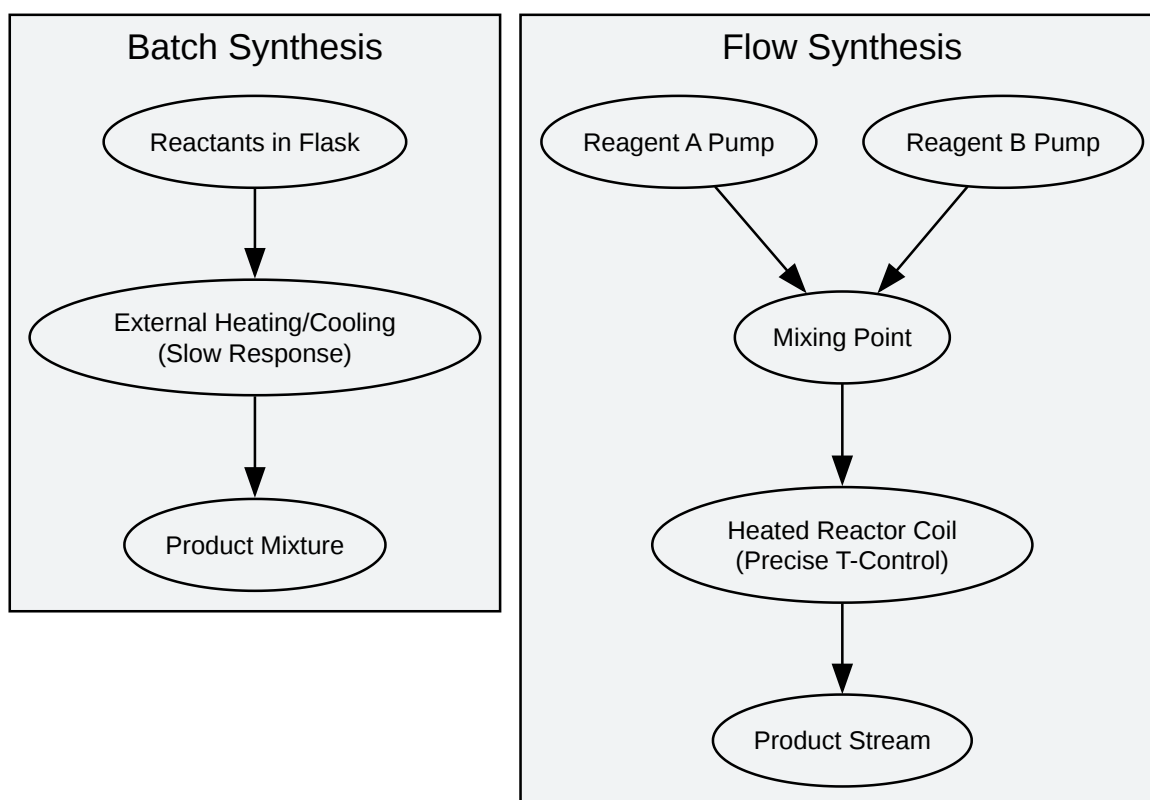 Batch Synthesis
Reactants in Flask
External Heating/Cooling
(Slow Response)
Product Mixture
Flow Synthesis
Reagent A Pump
Reagent B Pump
Mixing Point
Heated Reactor Coil
(Precise T-Control)
Product Stream